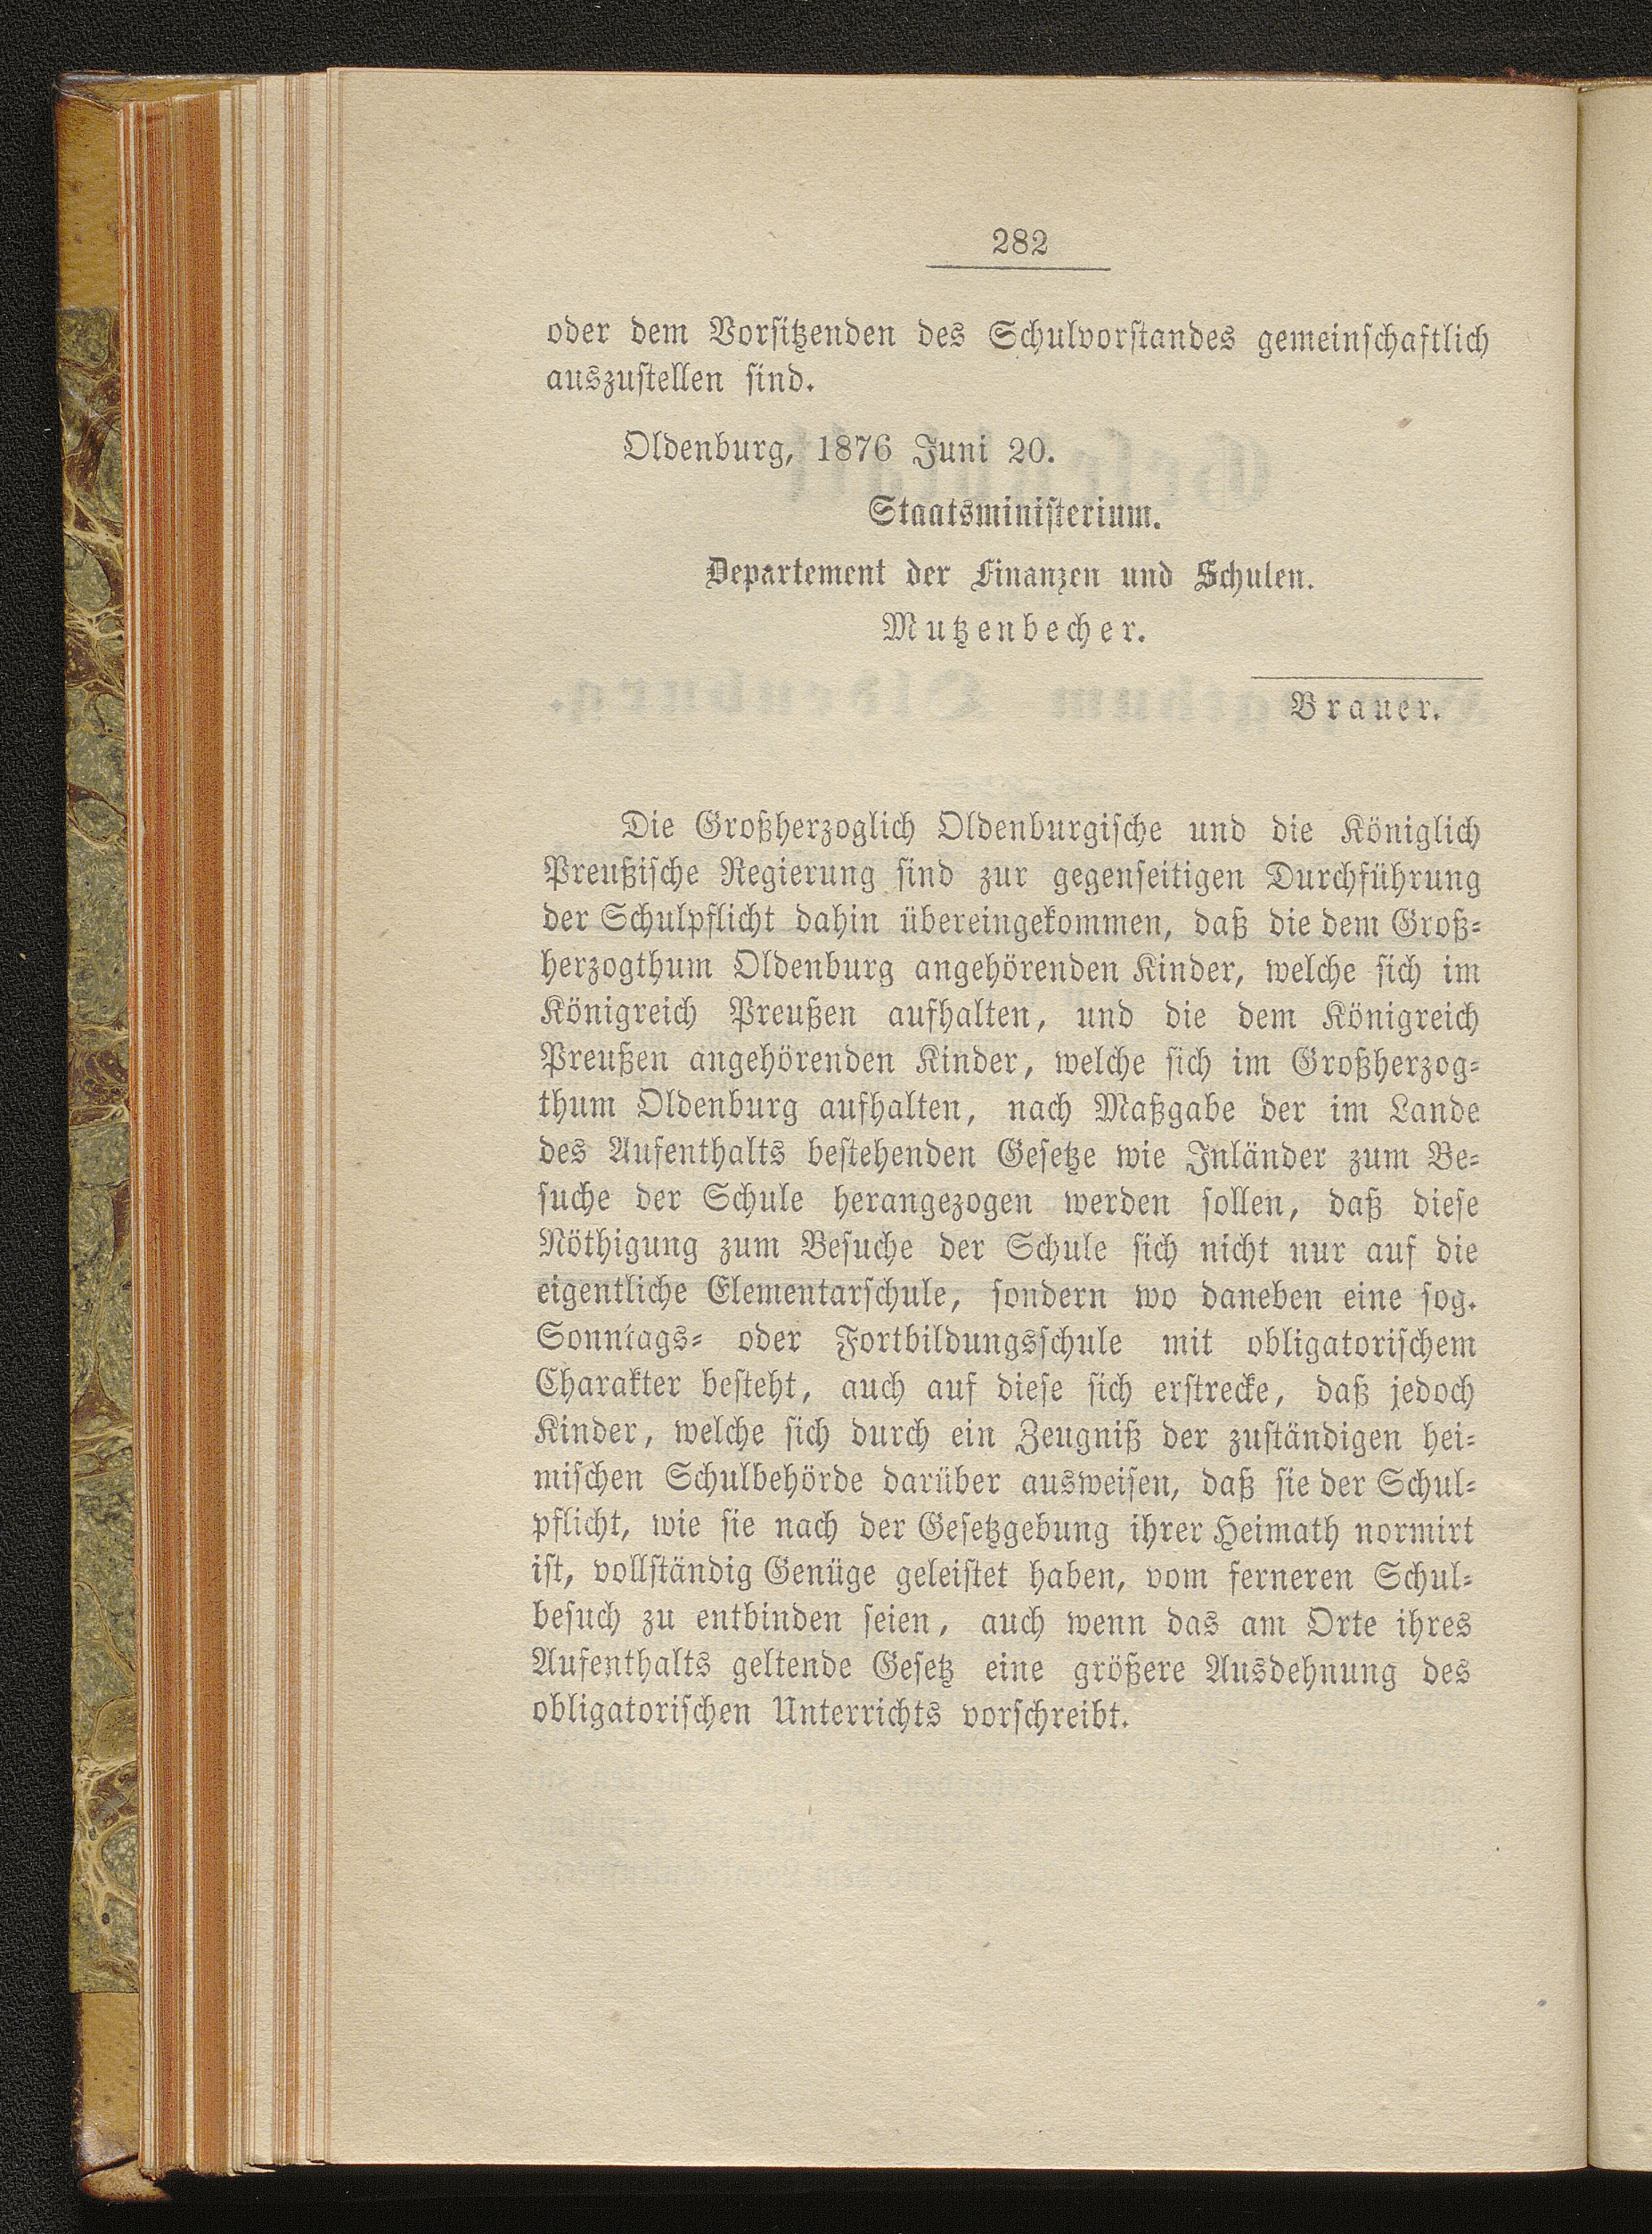 282
oder dem Vorsitzenden des Schulvorstandes gemeinschaftlich
auszustellen sind.
Oldenburg, 1876 Juni 20.
Staatsministerium.
Departement der Finanzen und Schulen.
Mutzenbecher.
Brauer.
Die Großherzoglich Oldenburgische und die Königlich
Preußische Regierung sind zur gegenseitigen Durchführung
der Schulpflicht dahin übereingekommen, daß die dem Groß-
herzogthum Oldenburg angehörenden Kinder, welche sich im
Königreich Preußen aufhalten, und die dem Königreich
Preußen angehörenden Kinder, welche sich im Großherzog-
thum Oldenburg aufhalten, nach Maßgabe der im Lande
des Aufenthalts bestehenden Gesetze wie Inländer zum Be-
suche der Schule herangezogen werden sollen, daß diese
Nöthigung zum Besuche der Schule sich nicht nur auf die
eigentliche Elementarschule, sondern wo daneben eine sog.
Sonntags- oder Fortbildungsschule mit obligatorischem
Charakter besteht, auch auf diese sich erstrecke, daß jedoch
Kinder, welche sich durch ein Zeugniß der zuständigen hei-
mischen Schulbehörde darüber ausweisen, daß sie der Schul-
pflicht, wie sie nach der Gesetzgebung ihrer Heimath normirt
ist, vollständig Genüge geleistet haben, vom ferneren Schul-
besuch zu entbinden seien, auch wenn das am Orte ihres
Aufenthalts geltende Gesetz eine größere Ausdehnung des
obligatorischen Unterrichts vorschreibt.